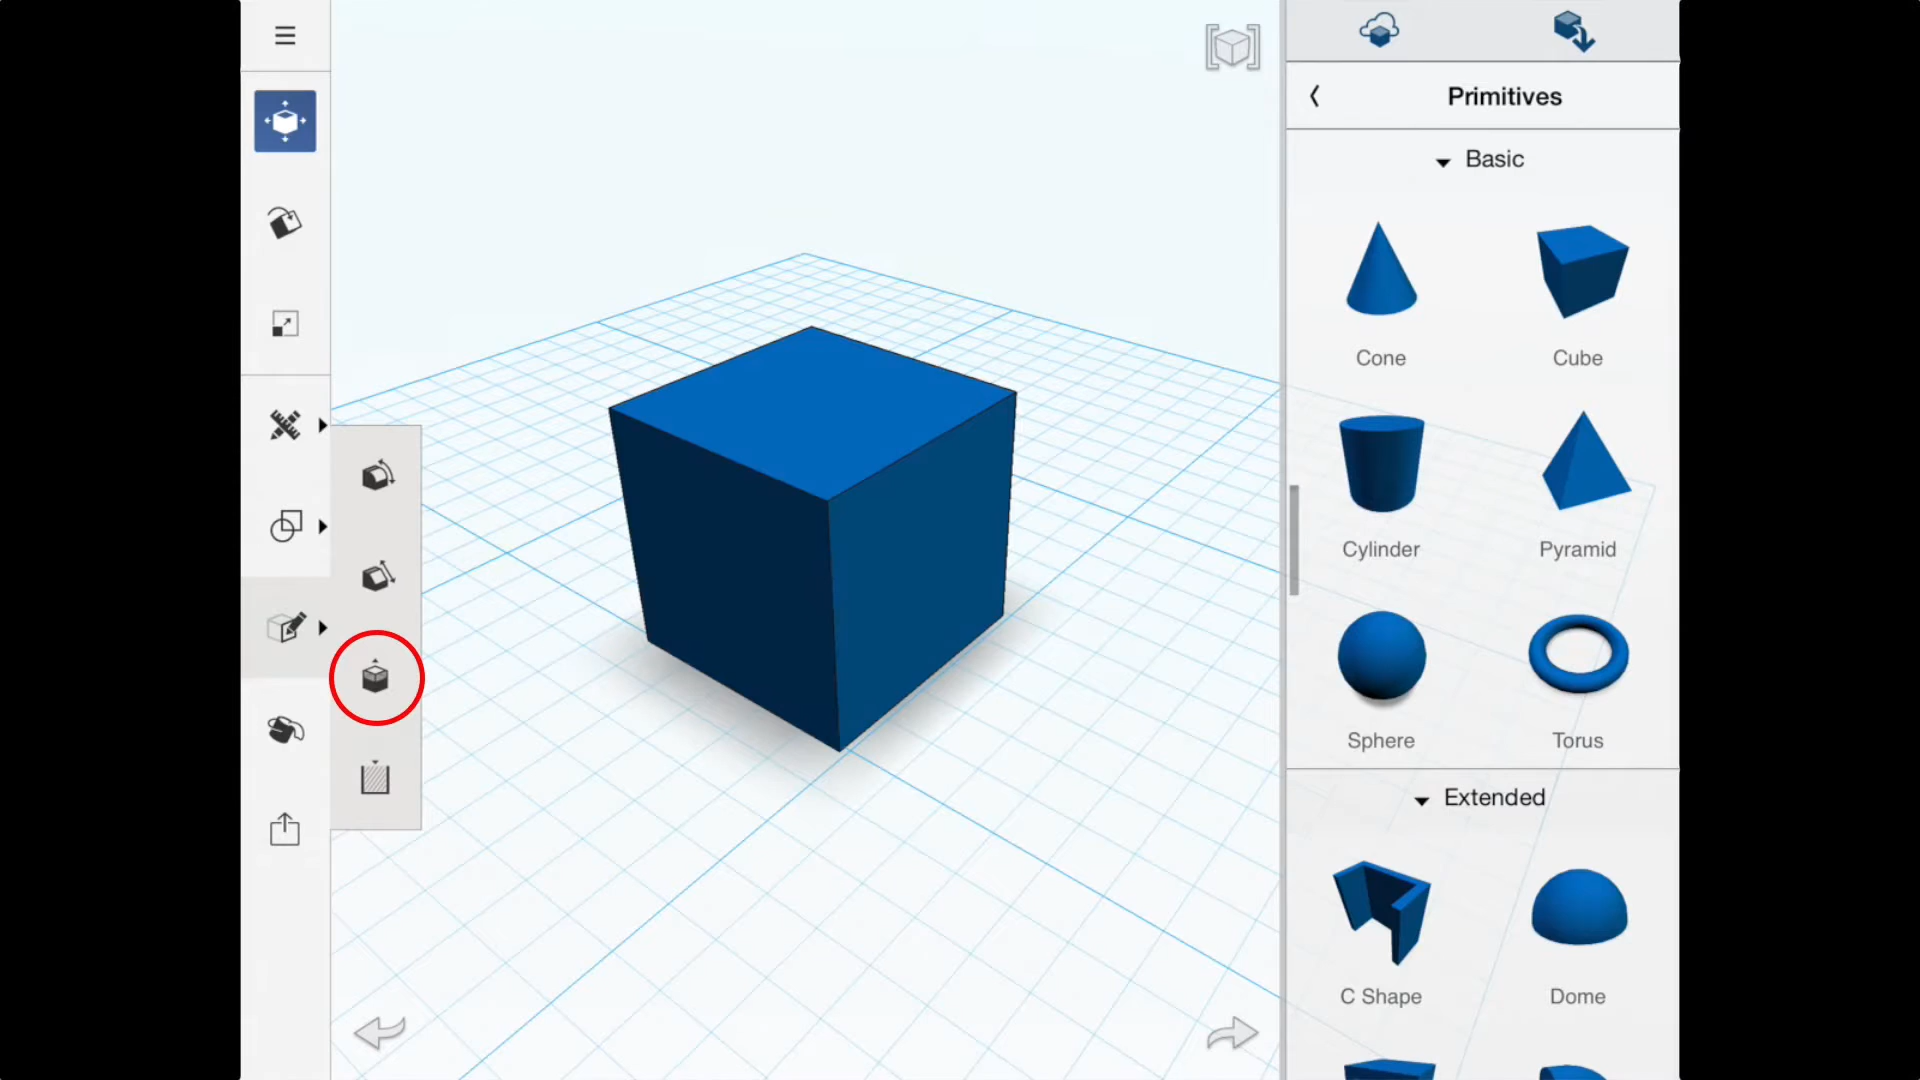 Primitives
Basic
Cone
Cube
Cylinder
Pyramid
Sphere
Torus
Extended
C Shape
Dome